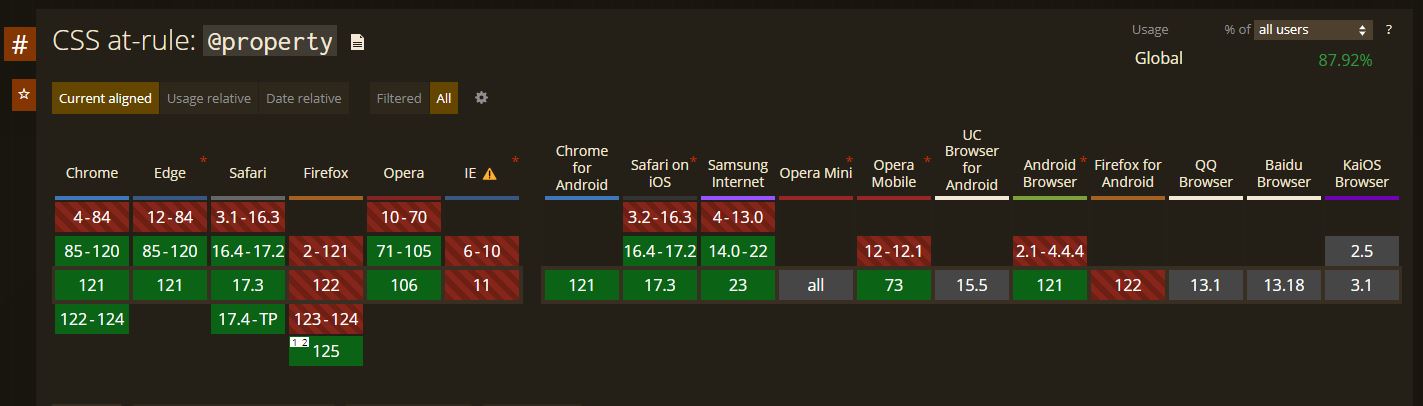 #
CSS at-rule: @property
Usage % of all users ?
Global 87.92%
Current aligned Usage relative Date relative Filtered All
Chrome Edge * Safari Firefox Opera IE * Chrome for Android Safari on iOS * Samsung Internet Opera Mini * Opera Mobile * UC Browser for Android Android Browser * Firefox for Android QQ Browser Baidu Browser KaiOS Browser
4-84 12-84 3.1-16.3 10-70 3.2-16.3 4-13.0
85-120 85-120 16.4-17.2 2-121 71-105 6-10 16.4-17.2 14.0-22 12-12.1 2.1-4.4.4 2.5
121 121 17.3 122 106 11 121 17.3 23 all 73 15.5 121 122 13.1 13.18 3.1
122-124 17.4-TP 123-124
1 2 125